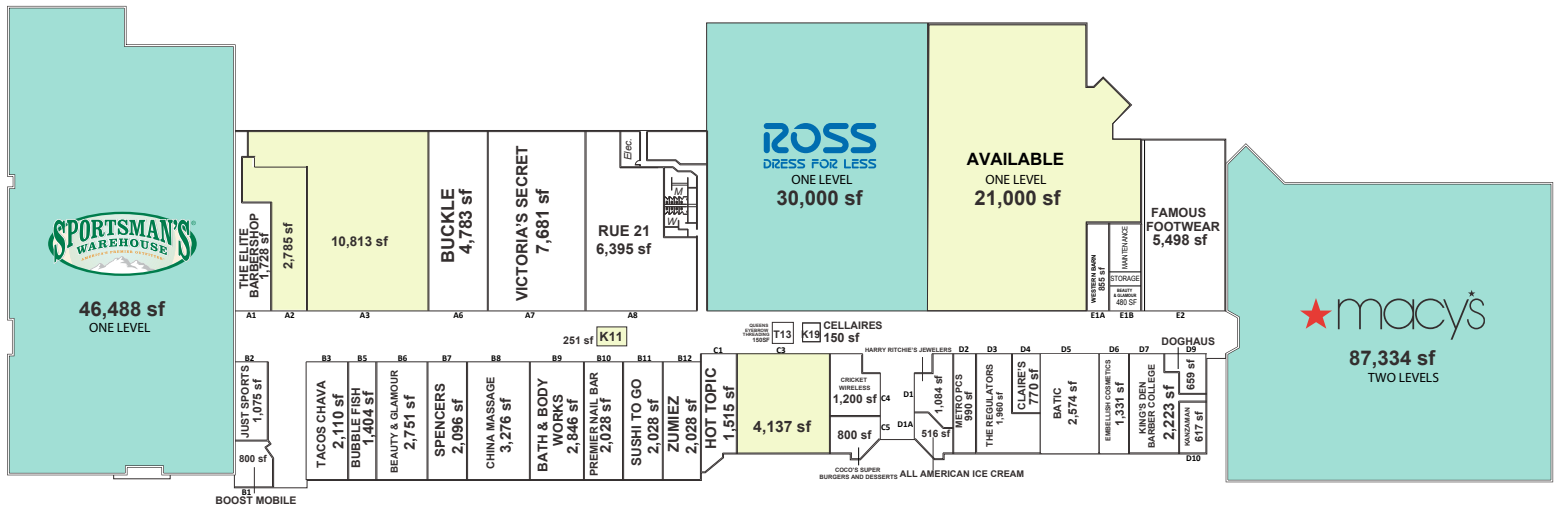 SPORTSMAN'S
WAREHOUSE
AMERICA'S PREMIER OUTFITTER
®
46,488 sf
ONE LEVEL
THE ELITE
BARBERSHOP
1,728 sf
A1
2,785 sf
A2
10,813 sf
A3
BUCKLE
4,783 sf
A6
VICTORIA'S SECRET
7,681 sf
A7
RUE 21
6,395 sf
A8
Elec.
M
W
ROSS
DRESS FOR LESS
ONE LEVEL
30,000 sf
AVAILABLE
ONE LEVEL
21,000 sf
WESTERN BARN
855 sf
E1A
MAINTENANCE
STORAGE
BEAUTY
& GLAMOUR
480 SF
E1B
FAMOUS
FOOTWEAR
5,498 sf
E2
macy's
87,334 sf
TWO LEVELS
251 sf
K11
QUEENS
EYEBROW
THREADING
150SF
T13
K19
CELLAIRES
150 sf
B2
JUST SPORTS
1,075 sf
800 sf
B1
BOOST MOBILE
B3
TACOS CHAVA
2,110 sf
B5
BUBBLE FISH
1,404 sf
B6
BEAUTY & GLAMOUR
2,751 sf
B7
SPENCERS
2,096 sf
B8
CHINA MASSAGE
3,276 sf
B9
BATH & BODY
WORKS
2,846 sf
B10
PREMIER NAIL BAR
2,028 sf
B11
SUSHI TO GO
2,028 sf
B12
ZUMIEZ
2,028 sf
C1
HOT TOPIC
1,515 sf
C3
4,137 sf
CRICKET
WIRELESS
1,200 sf
C4
800 sf
C5
COCO'S SUPER
BURGERS AND DESSERTS
HARRY RITCHIE'S JEWELERS
D1
1,084 sf
D1A
516 sf
ALL AMERICAN ICE CREAM
D2
METRO PCS
990 sf
D3
THE REGULATORS
1,960 sf
D4
CLAIRE'S
770 sf
D5
BATIC
2,574 sf
D6
EMBELLISH COSMETICS
1,331 sf
D7
KING'S DEN
BARBER COLLEGE
2,223 sf
DOGHAUS
D9
659 sf
KANZAMAN
617 sf
D10